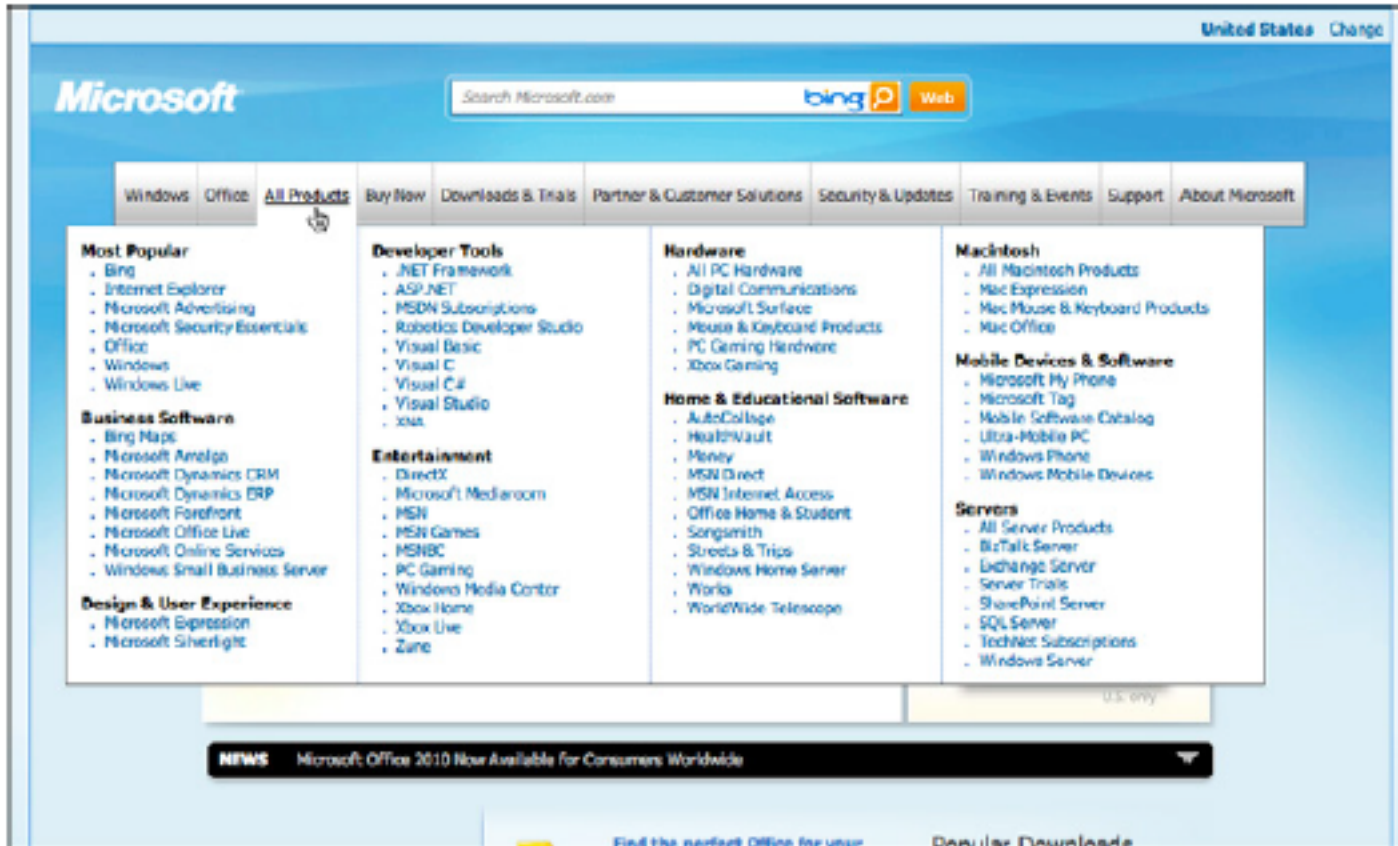 United States Change
Microsoft
Search Microsoft.com bing Web
Windows Office All Products Buy Now Downloads & Trials Partner & Customer Solutions Security & Updates Training & Events Support About Microsoft
Most Popular
Bing
Internet Explorer
Microsoft Advertising
Microsoft Security Essentials
Office
Windows
Windows Live
Business Software
Bing Maps
Microsoft Amalga
Microsoft Dynamics CRM
Microsoft Dynamics ERP
Microsoft Forefront
Microsoft Office Live
Microsoft Online Services
Windows Small Business Server
Design & User Experience
Microsoft Expression
Microsoft Silverlight
Developer Tools
.NET Framework
ASP.NET
MSDN Subscriptions
Robotics Developer Studio
Visual Basic
Visual C
Visual C#
Visual Studio
XNA
Entertainment
DirectX
Microsoft Mediaroom
MSN
MSN Games
MSNBC
PC Gaming
Windows Media Center
Xbox Home
Xbox Live
Zune
Hardware
All PC Hardware
Digital Communications
Microsoft Surface
Mouse & Keyboard Products
PC Gaming Hardware
Xbox Gaming
Home & Educational Software
AutoCollage
HealthVault
Money
MSN Direct
MSN Internet Access
Office Home & Student
Songsmith
Streets & Trips
Windows Home Server
Works
WorldWide Telescope
Macintosh
All Macintosh Products
Mac Expression
Mac Mouse & Keyboard Products
Mac Office
Mobile Devices & Software
Microsoft My Phone
Microsoft Tag
Mobile Software Catalog
Ultra-Mobile PC
Windows Phone
Windows Mobile Devices
Servers
All Server Products
BizTalk Server
Exchange Server
Server Trials
SharePoint Server
SQL Server
TechNet Subscriptions
Windows Server
U.S. only
NEWS Microsoft Office 2010 Now Available for Consumers Worldwide
Find the perfect Office for your
Popular Downloads